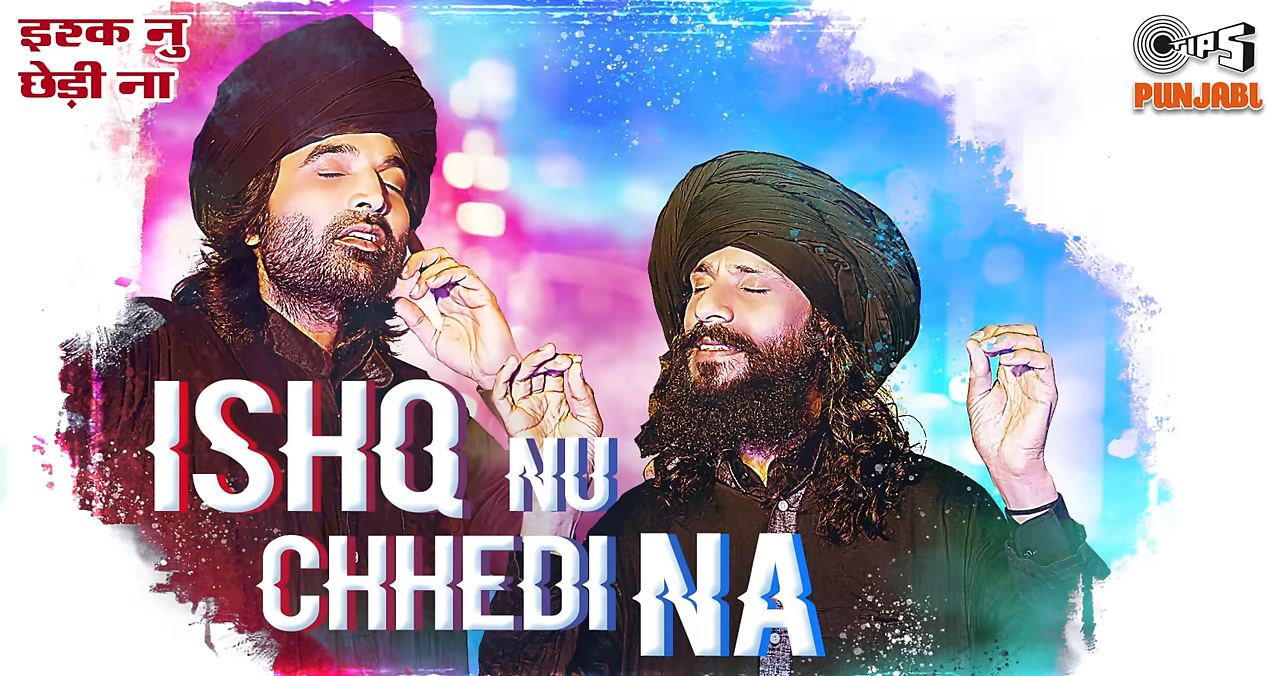 इश्क नु
छेड़ी ना
TIPS
PUNJABI
ISHQ NU
CHHEDI NA